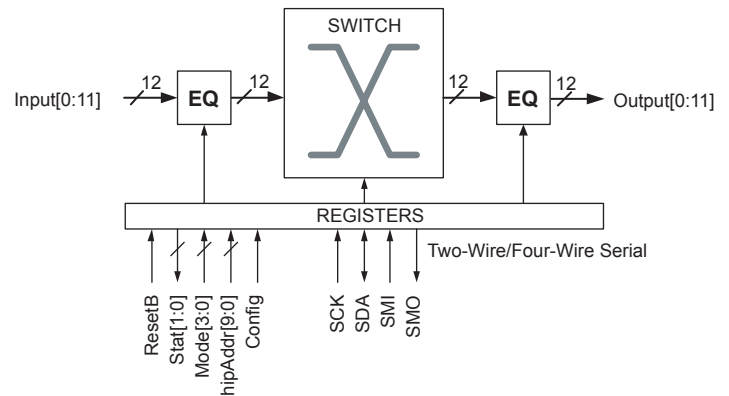 SWITCH
Input[0:11]
12
EQ
12
12
EQ
12
Output[0:11]
REGISTERS
Two-Wire/Four-Wire Serial
ResetB
Stat[1:0]
Mode[3:0]
hipAddr[9:0]
Config
SCK
SDA
SMI
SMO